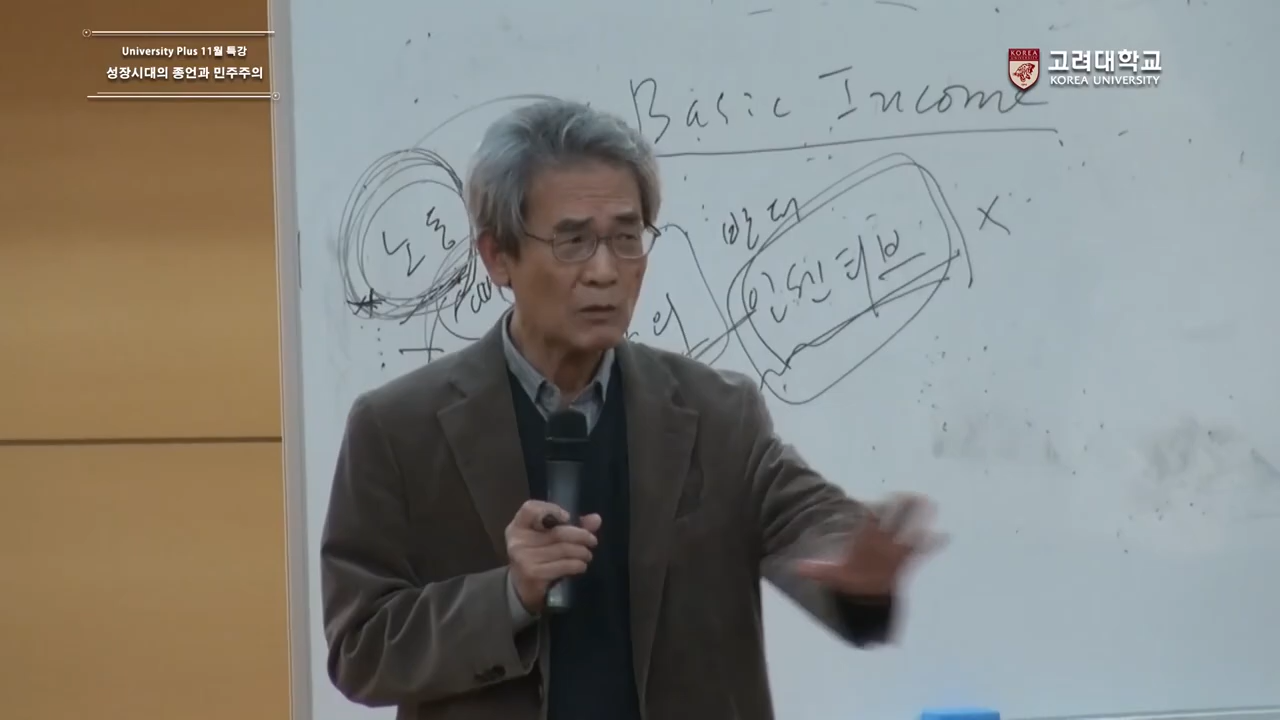 University Plus 11월 특강
성장시대의 종언과 민주주의
KOREA
고려대학교
KOREA UNIVERSITY
Basic Income
노동
인센티브
X